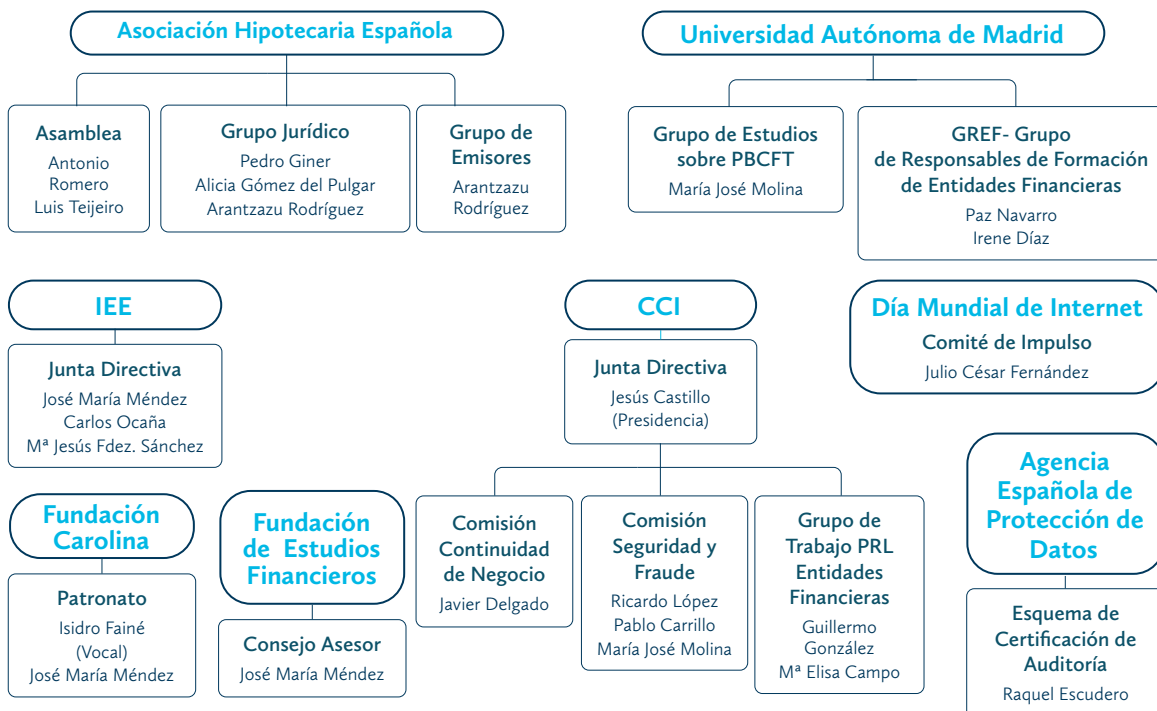 Asociación Hipotecaria Española
Asamblea
Antonio
Romero
Luis Teijeiro
Grupo Jurídico
Pedro Giner
Alicia Gómez del Pulgar
Arantzazu Rodríguez
Grupo de
Emisores
Arantzazu
Rodríguez
Universidad Autónoma de Madrid
Grupo de Estudios
sobre PBCFT
María José Molina
GREF- Grupo
de Responsables de Formación
de Entidades Financieras
Paz Navarro
Irene Díaz
IEE
Junta Directiva
José María Méndez
Carlos Ocaña
Mª Jesús Fdez. Sánchez
CCI
Junta Directiva
Jesús Castillo
(Presidencia)
Comisión
Continuidad
de Negocio
Javier Delgado
Comisión
Seguridad y
Fraude
Ricardo López
Pablo Carrillo
María José Molina
Grupo de
Trabajo PRL
Entidades
Financieras
Guillermo
González
Mª Elisa Campo
Día Mundial de Internet
Comité de Impulso
Julio César Fernández
Fundación
Carolina
Patronato
Isidro Fainé
(Vocal)
José María Méndez
Fundación
de Estudios
Financieros
Consejo Asesor
José María Méndez
Agencia
Española de
Protección de
Datos
Esquema de
Certificación de
Auditoría
Raquel Escudero